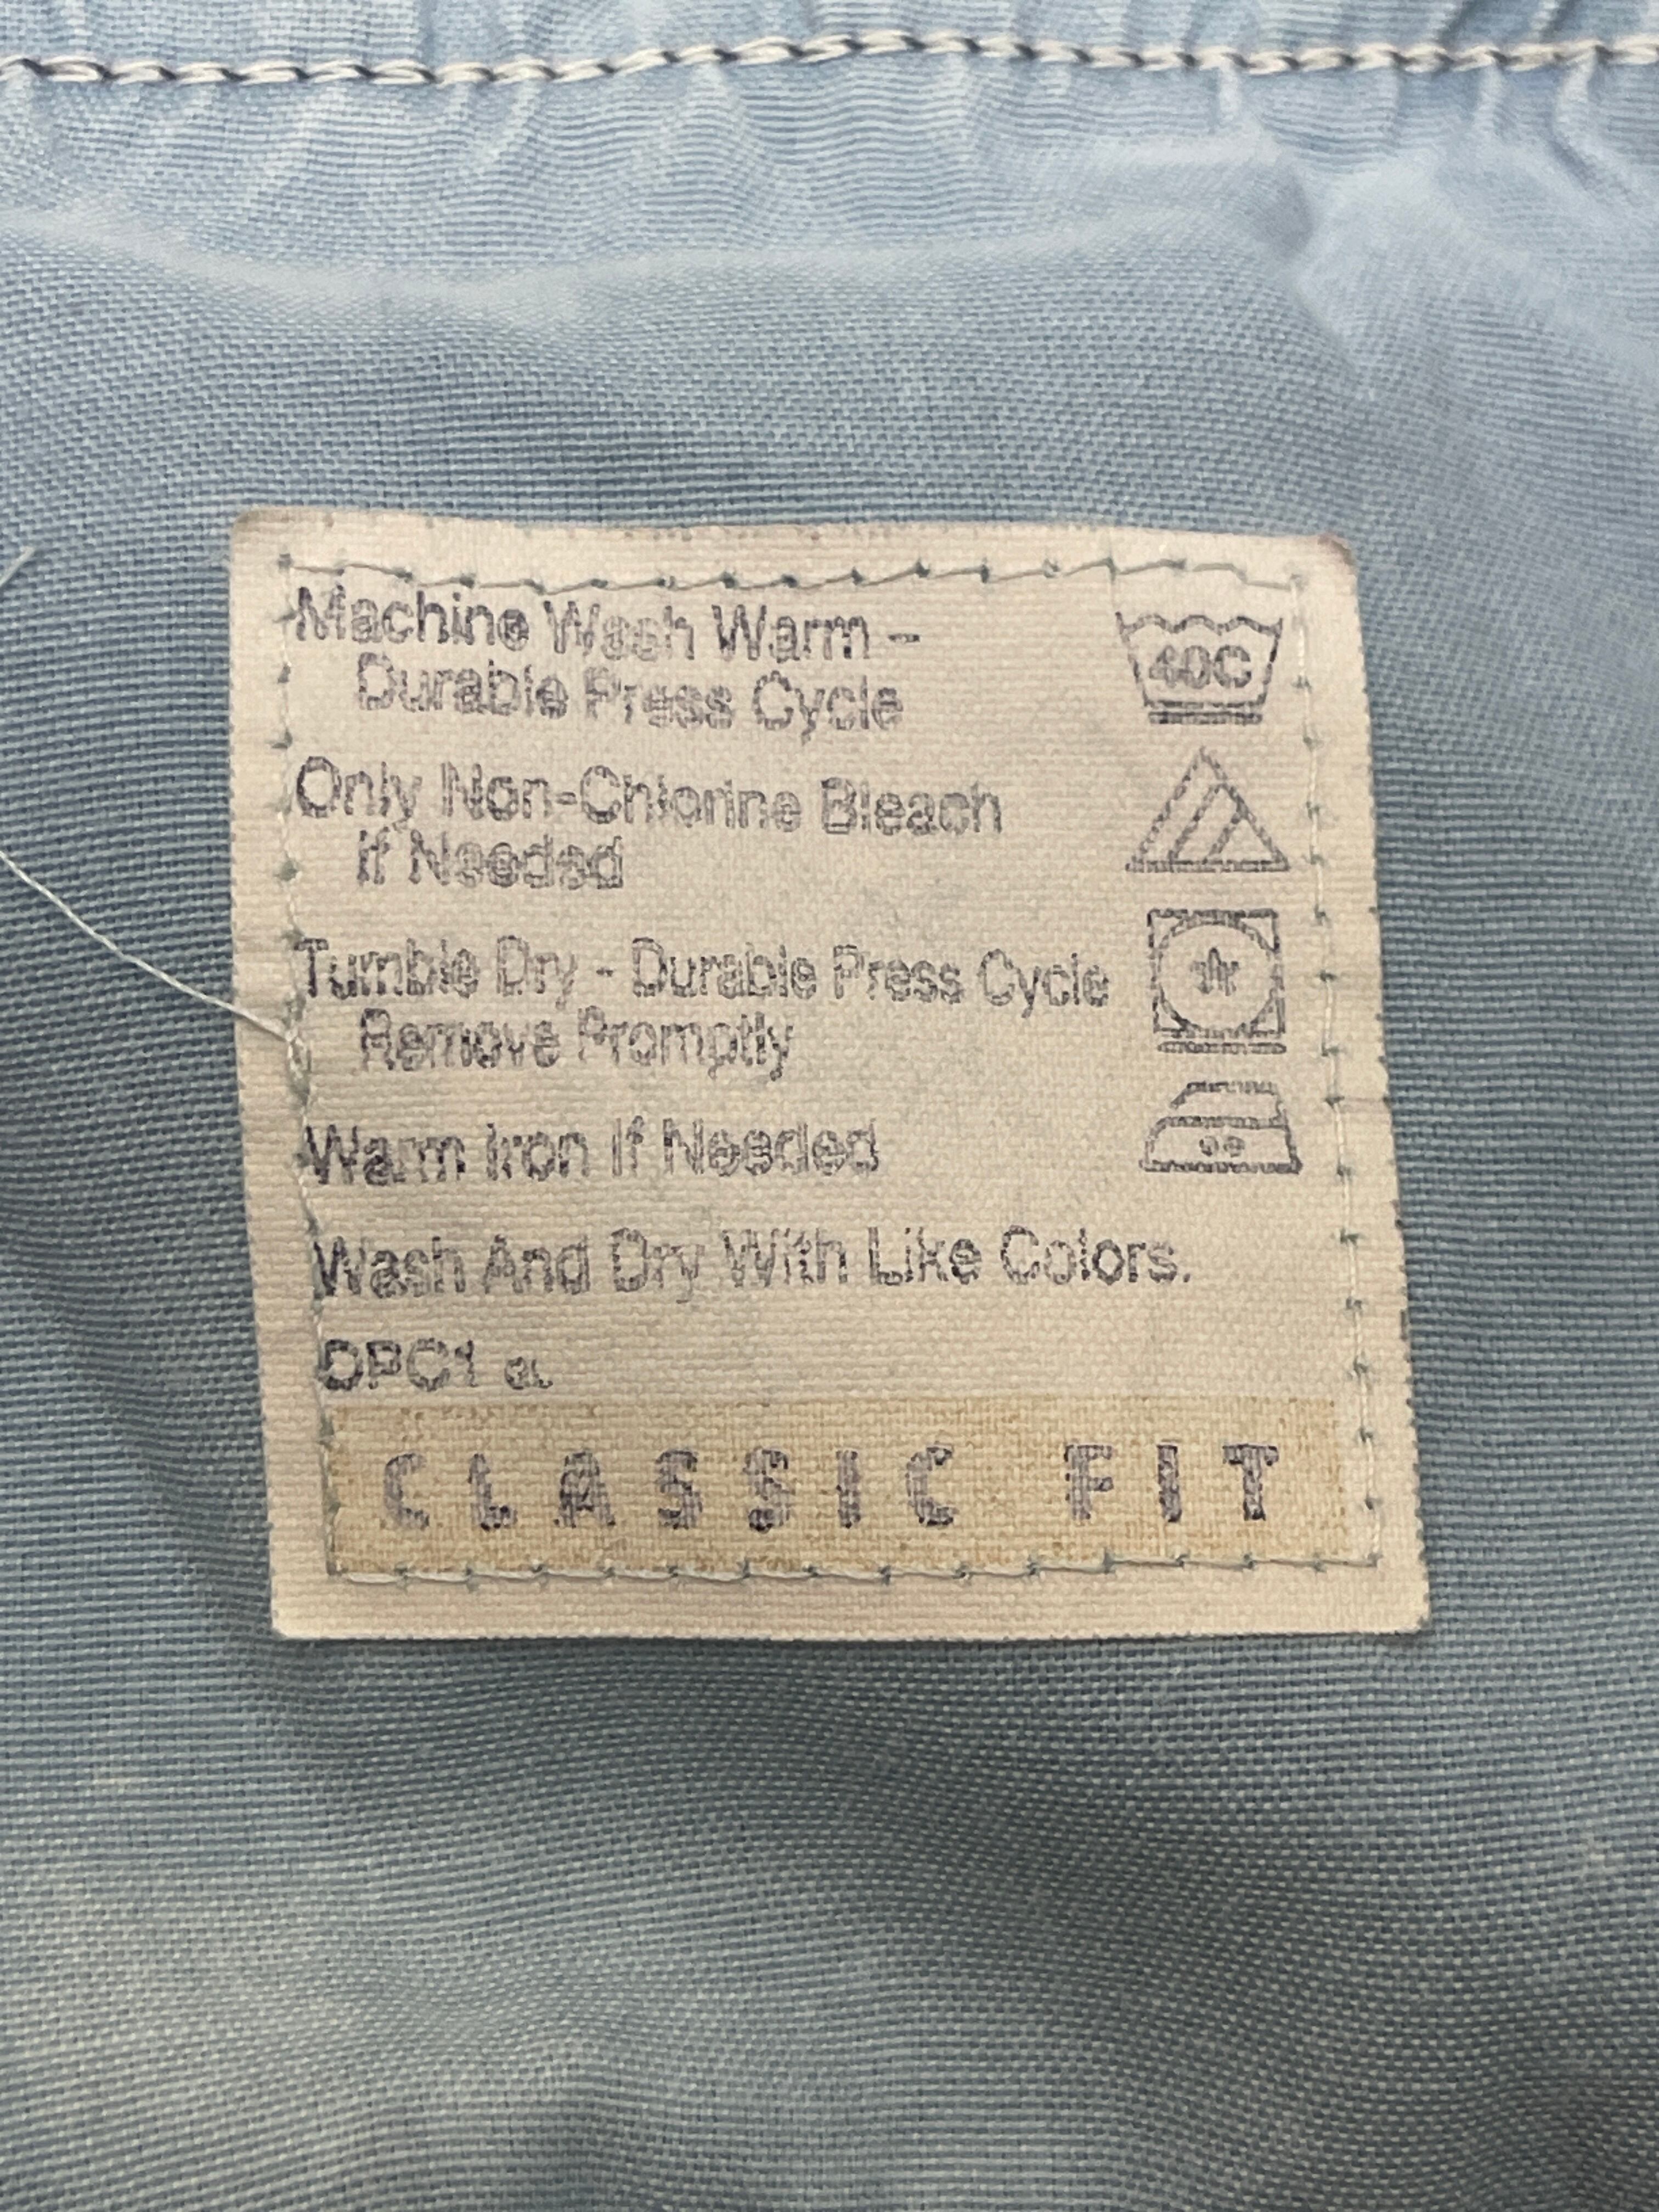 Machine Wash Warm -
Durable Press Cycle
40C
Only Non-Chlorine Bleach
if Needed
Tumble Dry - Durable Press Cycle
Remove Promptly
Warm Iron If Needed
Wash And Dry With Like Colors.
DPC1
CLASSIC FIT